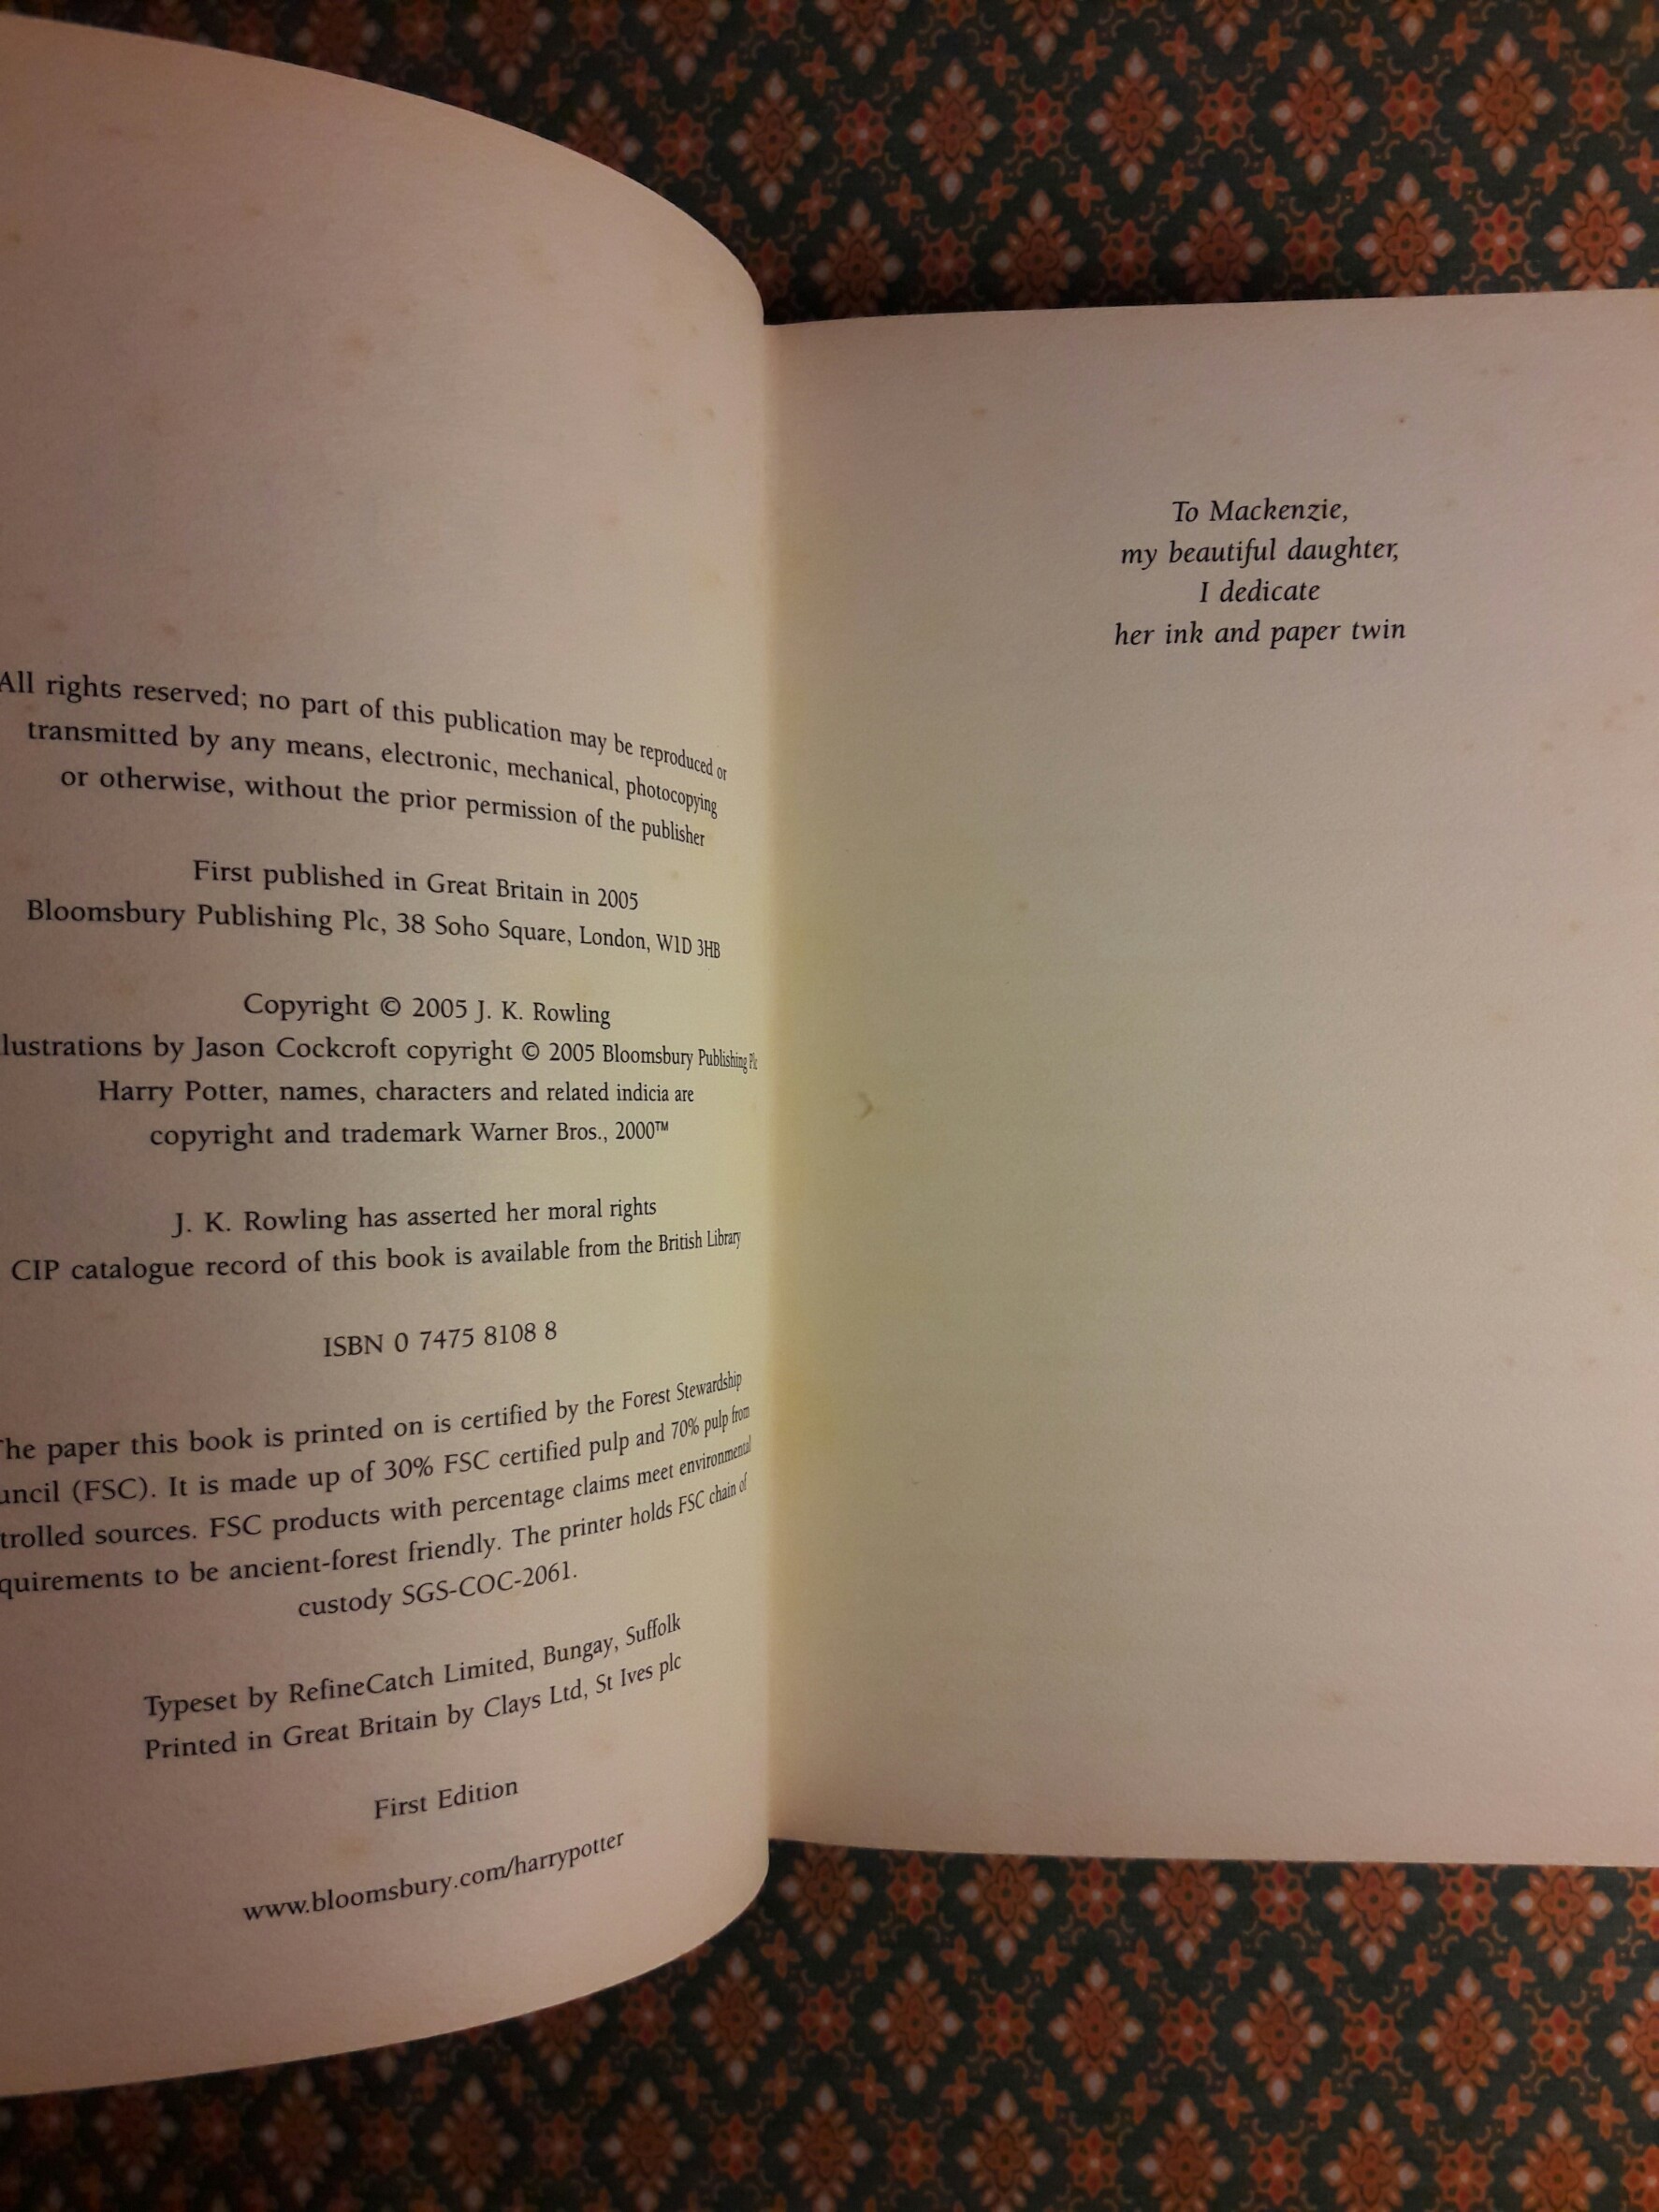 All rights reserved; no part of this publication may be reproduced or
transmitted by any means, electronic, mechanical, photocopying
or otherwise, without the prior permission of the publisher
First published in Great Britain in 2005
Bloomsbury Publishing Plc, 38 Soho Square, London, W1D 3HB
Copyright © 2005 J. K. Rowling
llustrations by Jason Cockcroft copyright © 2005 Bloomsbury Publishing Plc
Harry Potter, names, characters and related indicia are
copyright and trademark Warner Bros., 2000™
J. K. Rowling has asserted her moral rights
CIP catalogue record of this book is available from the British Library
ISBN 0 7475 8108 8
The paper this book is printed on is certified by the Forest Stewardship
uncil (FSC). It is made up of 30% FSC certified pulp and 70% pulp from
trolled sources. FSC products with percentage claims meet environmental
quirements to be ancient-forest friendly. The printer holds FSC chain of
custody SGS-COC-2061.
Typeset by RefineCatch Limited, Bungay, Suffolk
Printed in Great Britain by Clays Ltd, St Ives plc
First Edition
www.bloomsbury.com/harrypotter
To Mackenzie,
my beautiful daughter,
I dedicate
her ink and paper twin